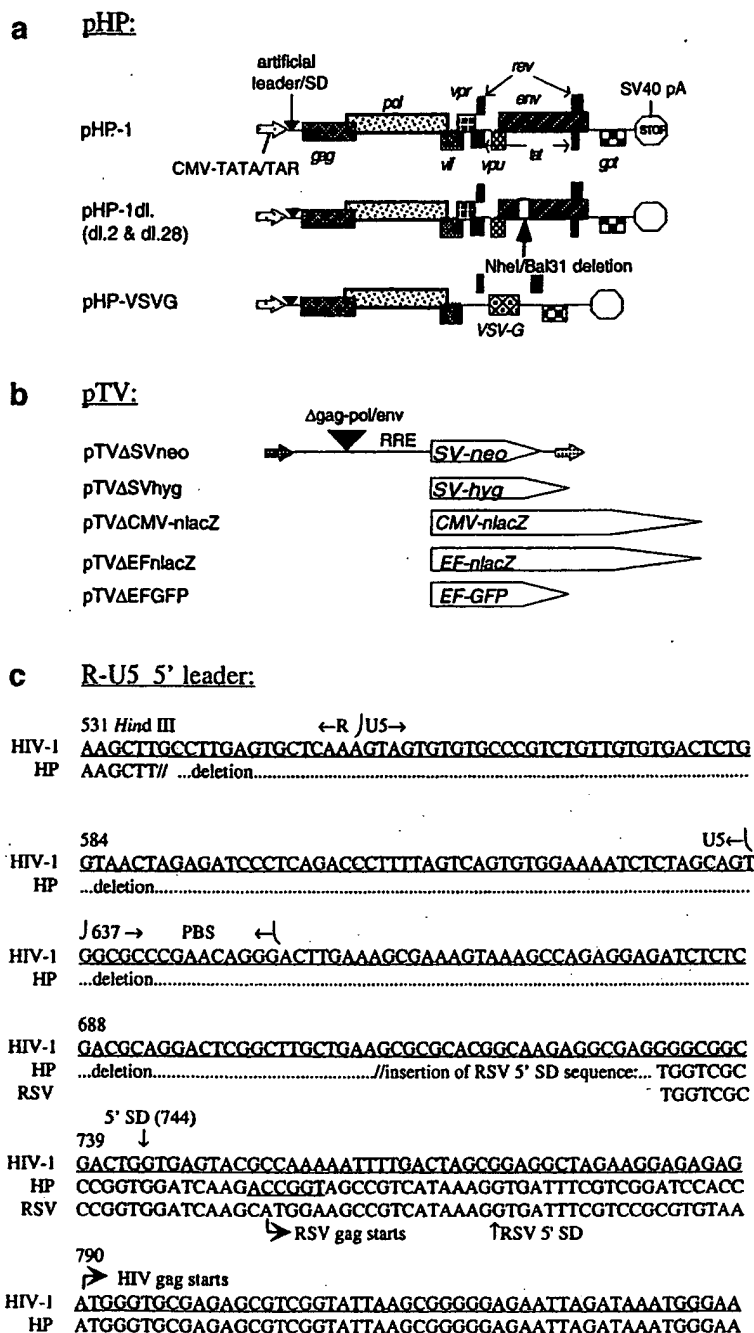 a pHP:
artificial
leader/SD
pol
vpr
rev
env
SV40 pA
pHP-1
STOP
CMV-TATA/TAR
gag
vif
vpu
tat
gpt
pHP-1dl.
(dl.2 & dl.28)
NheI/Bal31 deletion
pHP-VSVG
VSV-G
b pTV:
Δgag-pol/env
RRE
pTVΔSVneo
SV-neo
pTVΔSVhyg
SV-hyg
pTVΔCMV-nlacZ
CMV-nlacZ
pTVΔEFnlacZ
EF-nlacZ
pTVΔEFGFP
EF-GFP
c R-U5 5' leader:
531 Hind III ←R U5→
HIV-1 AAGCTTGCCTTGAGTGCTCAAAGTAGTGTGTGCCCGTCTGTTGTGTGACTCTG
HP AAGCTT// ...deletion...
584 U5←
HIV-1 GTAACTAGAGATCCCTCAGACCCTTTTAGTCAGTGTGGAAAATCTCTAGCAGT
HP ...deletion...
637 → PBS ←
HIV-1 GGCGCCCGAACAGGGACTTGAAAGCGAAAGTAAAGCCAGAGGAGATCTCTC
HP ...deletion...
688
HIV-1 GACGCAGGACTCGGCTTGCTGAAGCGCGCACGGCAAGAGGCGAGGGGCGGC
HP ...deletion...//insertion of RSV 5' SD sequence:... TGGTCGC
RSV TGGTCGC
5' SD (744)
739 ↓
HIV-1 GACTGGTGAGTACGCCAAAAATTTTGACTAGCGGAGGCTAGAAGGAGAGAG
HP CCGGTGGATCAAGACCGGTAGCCGTCATAAAGGTGATTTCGTCGGATCCACC
RSV CCGGTGGATCAAGCATGGAAGCCGTCATAAAGGTGATTTCGTCCGCGTGTAA
RSV gag starts ↑RSV 5' SD
790
HIV gag starts
HIV-1 ATGGGTGCGAGAGCGTCGGTATTAAGCGGGGGAGAATTAGATAAATGGGAA
HP ATGGGTGCGAGAGCGTCGGTATTAAGCGGGGGAGAATTAGATAAATGGGAA